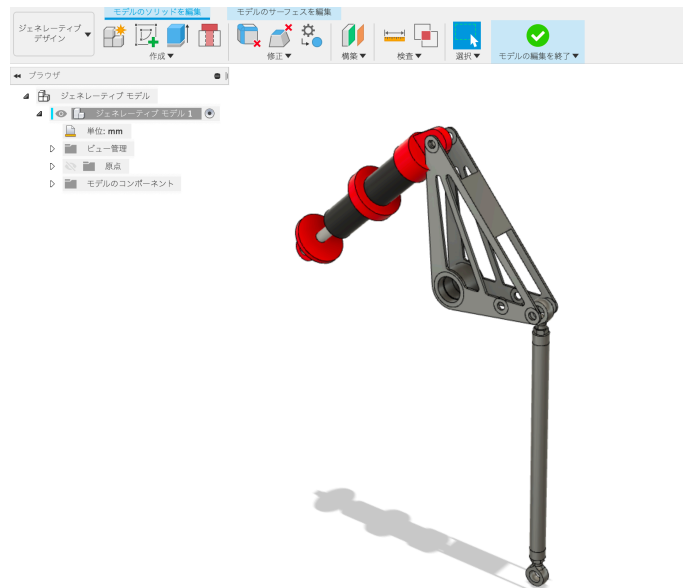 モデルのソリッドを編集
モデルのサーフェスを編集
ジェネレーティブ
デザイン
作成
修正
構築
検査
選択
モデルの編集を終了
ブラウザ
ジェネレーティブ モデル
ジェネレーティブ モデル 1
単位: mm
ビュー管理
原点
モデルのコンポーネント